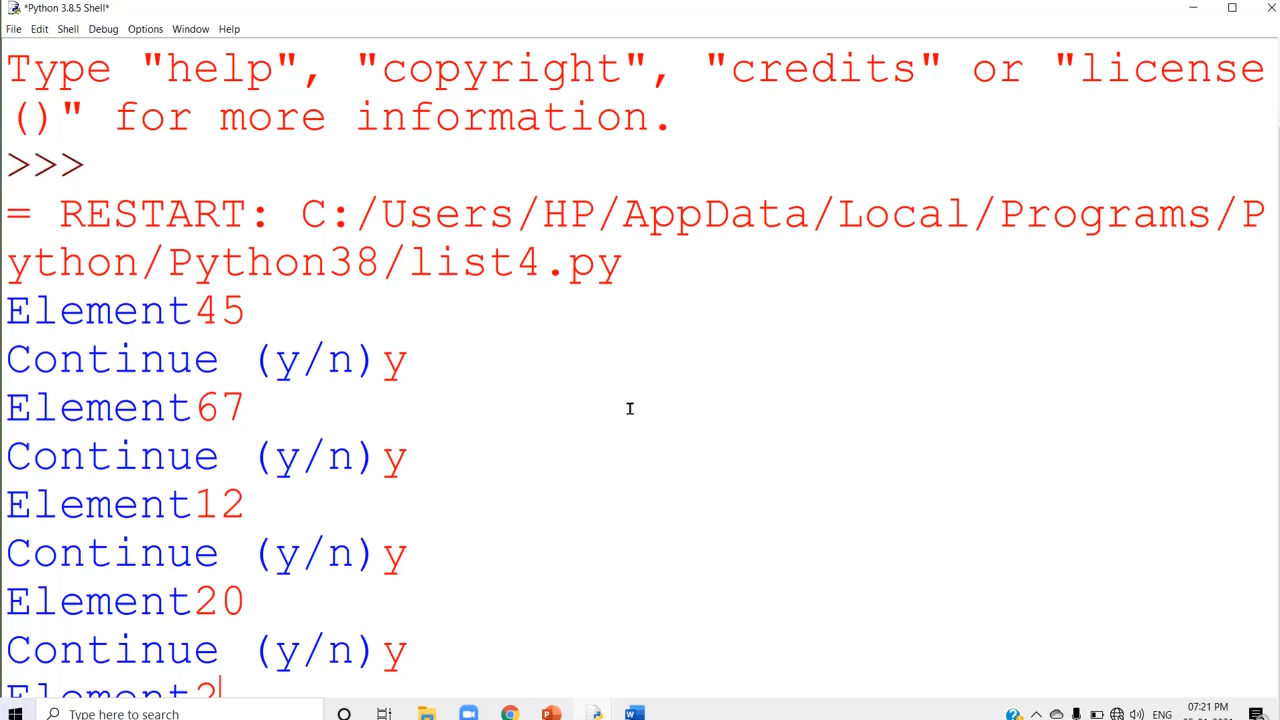 *Python 3.8.5 Shell*
File Edit Shell Debug Options Window Help
Type "help", "copyright", "credits" or "license
()" for more information.
>>>
= RESTART: C:/Users/HP/AppData/Local/Programs/P
ython/Python38/list4.py
Element45
Continue (y/n)y
Element67
Continue (y/n)y
Element12
Continue (y/n)y
Element20
Continue (y/n)y
Element2
Type here to search
ENG
07:21 PM